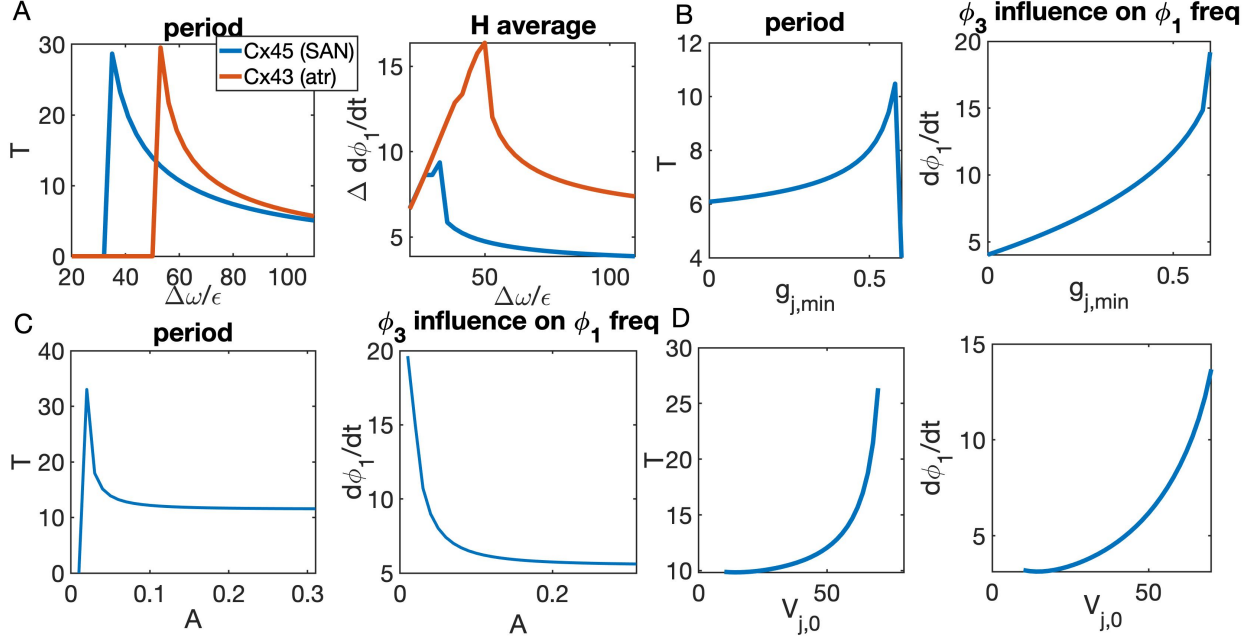 A
period
30
20
10
0
T
20 40 60 80 100
Δω/ϵ
Cx45 (SAN)
Cx43 (atr)
H average
15
10
5
Δ dϕ₁/dt
50 100
Δω/ϵ
B
period
12
10
8
6
4
T
0 0.5
g_j,min
ϕ₃ influence on ϕ₁ freq
20
15
10
5
dϕ₁/dt
0 0.5
g_j,min
C
period
40
30
20
10
0
T
0 0.1 0.2 0.3
A
ϕ₃ influence on ϕ₁ freq
20
15
10
5
dϕ₁/dt
0 0.2
A
D
30
25
20
15
10
T
0 50
V_j,0
15
10
5
dϕ₁/dt
0 50
V_j,0